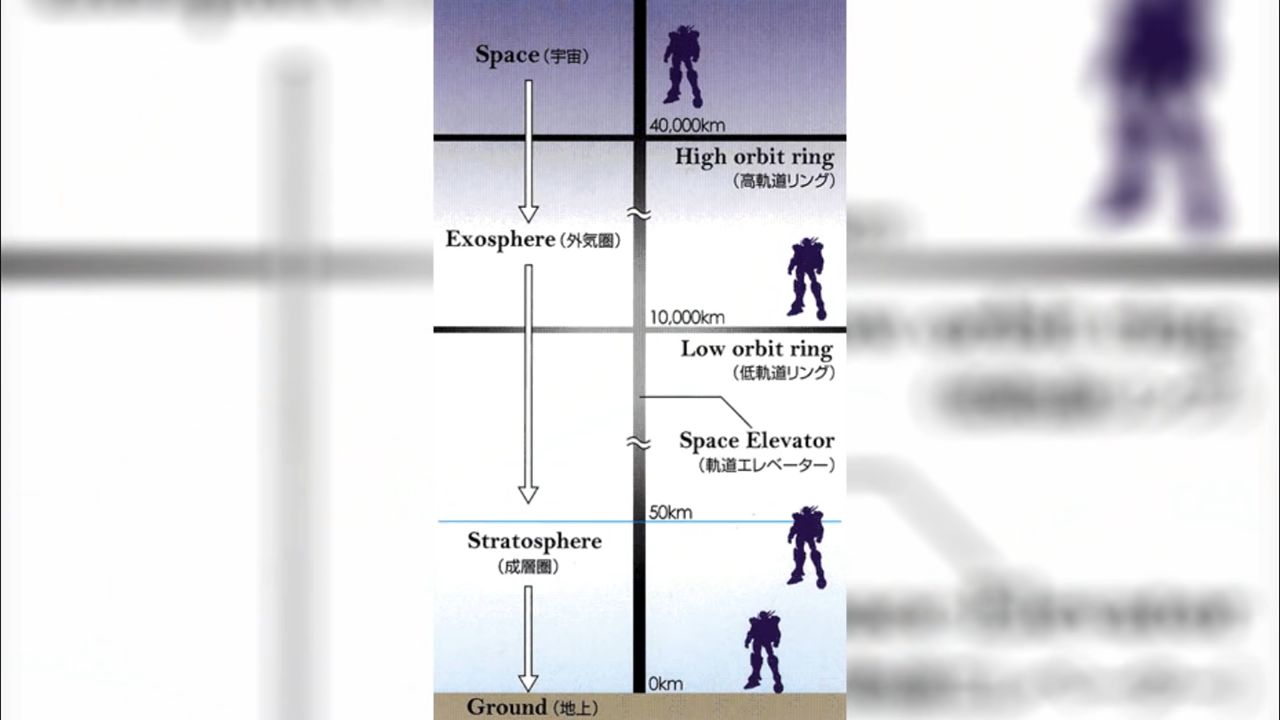 Space (宇宙)
40,000km
High orbit ring
(高軌道リング)
Exosphere (外気圏)
10,000km
Low orbit ring
(低軌道リング)
Space Elevator
(軌道エレベーター)
50km
Stratosphere
(成層圏)
0km
Ground (地上)